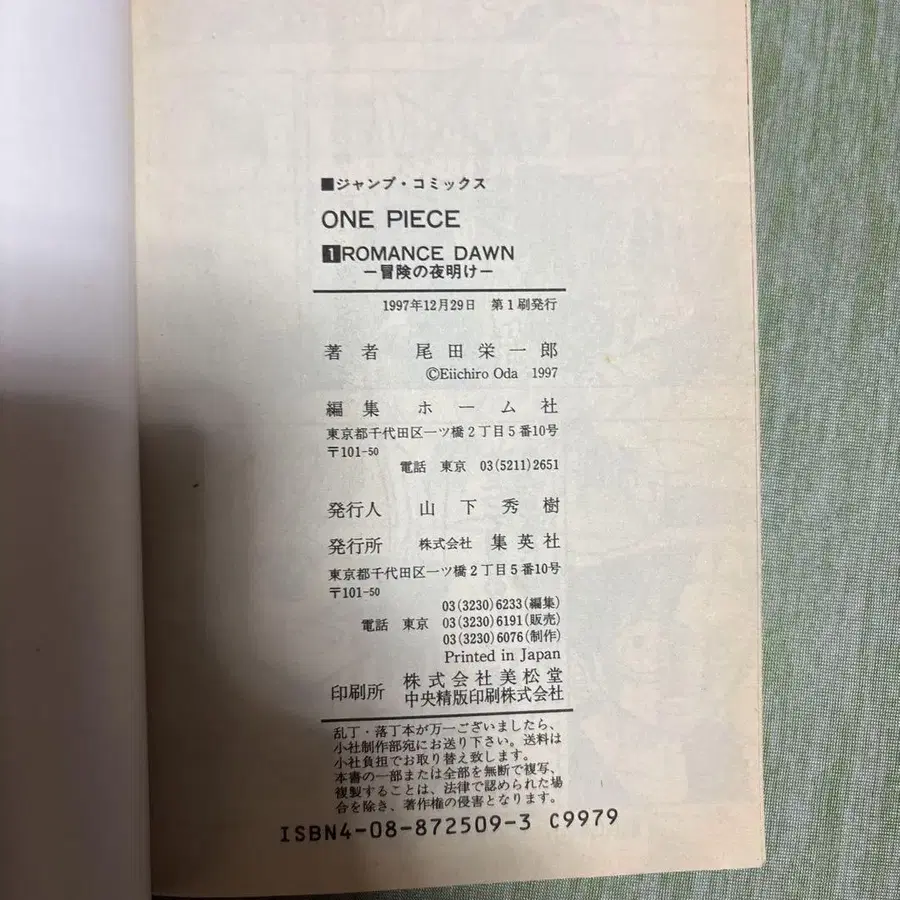 ■ジャンプ・コミックス
ONE PIECE
1ROMANCE DAWN
―冒険の夜明け―
1997年12月29日 第1刷発行
著者 尾田栄一郎
©Eiichiro Oda 1997
編集 ホーム社
東京都千代田区一ツ橋2丁目5番10号
〒101-50
電話 東京 03(5211)2651
発行人 山下秀樹
発行所 株式会社 集英社
東京都千代田区一ツ橋2丁目5番10号
〒101-50
03(3230)6233(編集)
電話 東京 03(3230)6191(販売)
03(3230)6076(制作)
Printed in Japan
印刷所 株式会社美松堂
中央精版印刷株式会社
乱丁・落丁本が万一ございましたら、
小社制作部宛にお送り下さい。送料は
小社負担でお取り替え致します。
本書の一部または全部を無断で複写、
複製することは、法律で認められた場
合を除き、著作権の侵害となります。
ISBN4-08-872509-3 C9979